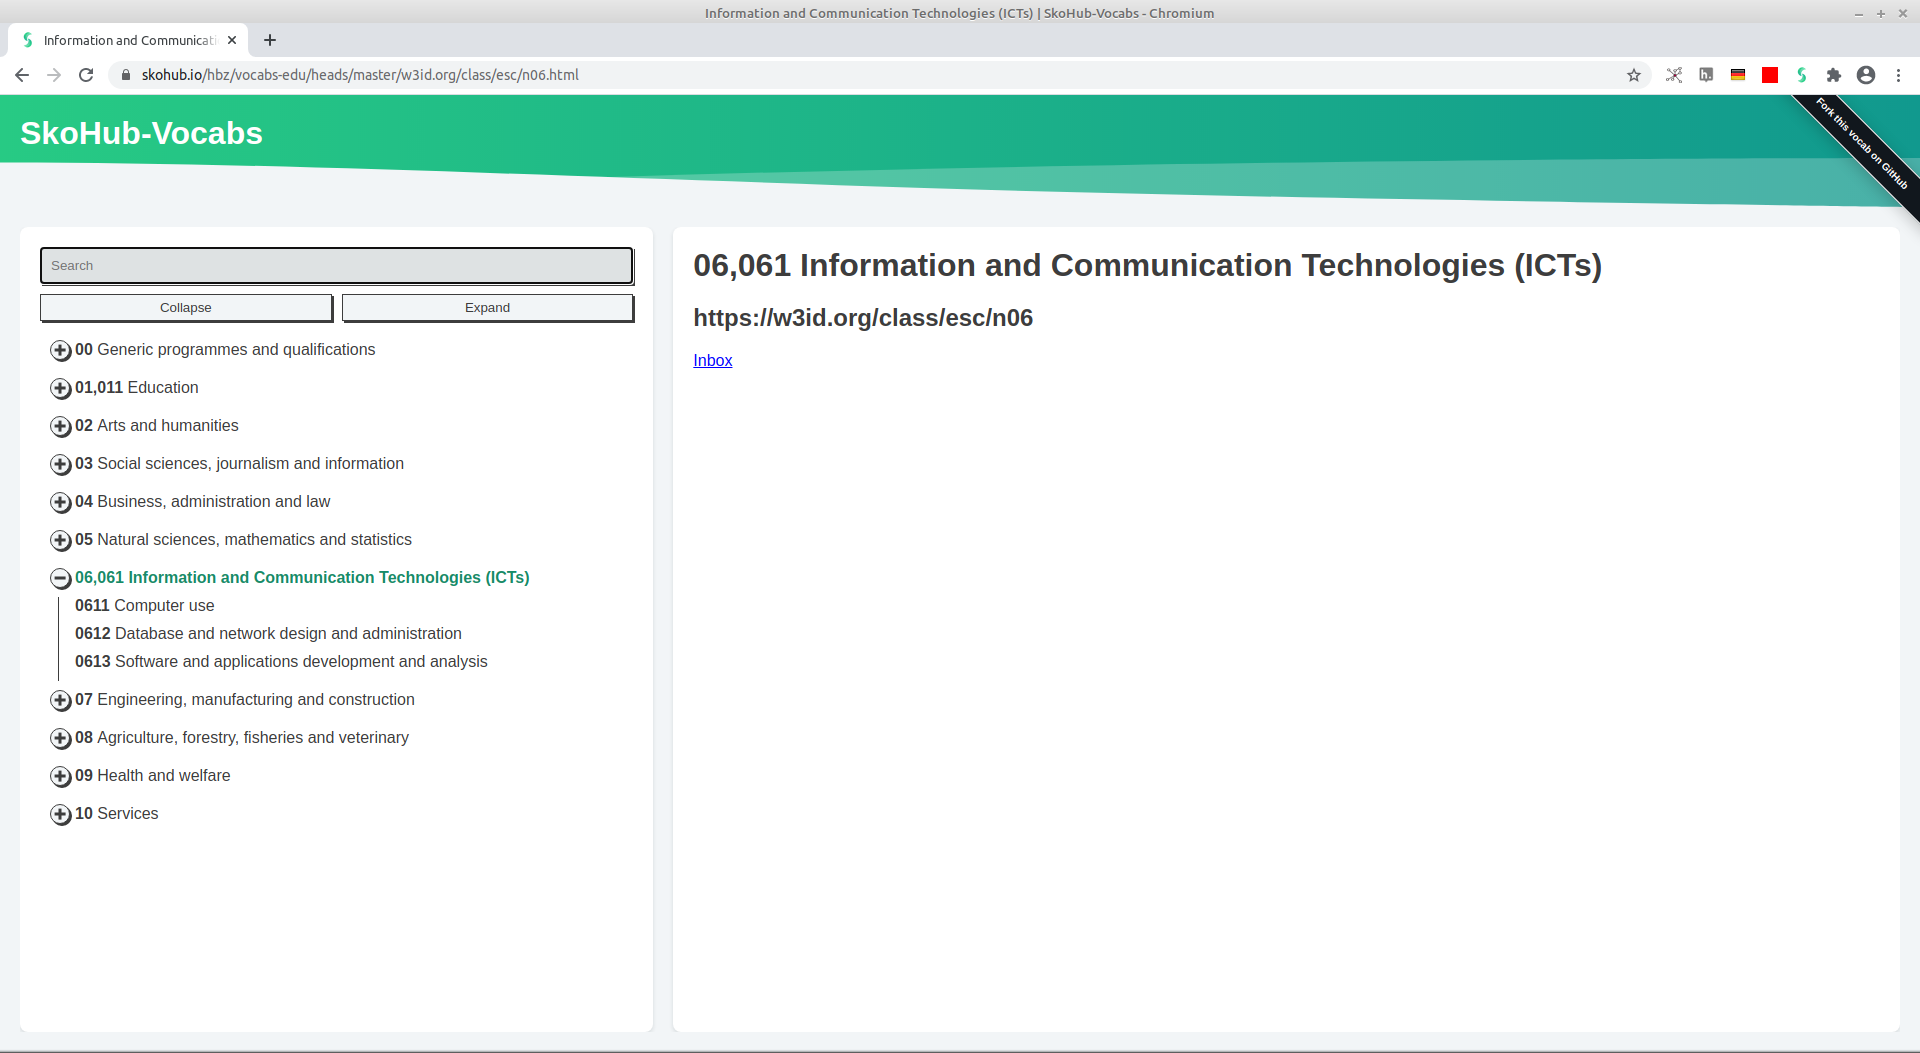 Information and Communication Technologies (ICTs) | SkoHub-Vocabs - Chromium
Information and Communicati
skohub.io/hbz/vocabs-edu/heads/master/w3id.org/class/esc/n06.html
SkoHub-Vocabs
Fork this vocab on GitHub
Search
Collapse Expand
00 Generic programmes and qualifications
01,011 Education
02 Arts and humanities
03 Social sciences, journalism and information
04 Business, administration and law
05 Natural sciences, mathematics and statistics
06,061 Information and Communication Technologies (ICTs)
0611 Computer use
0612 Database and network design and administration
0613 Software and applications development and analysis
07 Engineering, manufacturing and construction
08 Agriculture, forestry, fisheries and veterinary
09 Health and welfare
10 Services
06,061 Information and Communication Technologies (ICTs)
https://w3id.org/class/esc/n06
Inbox